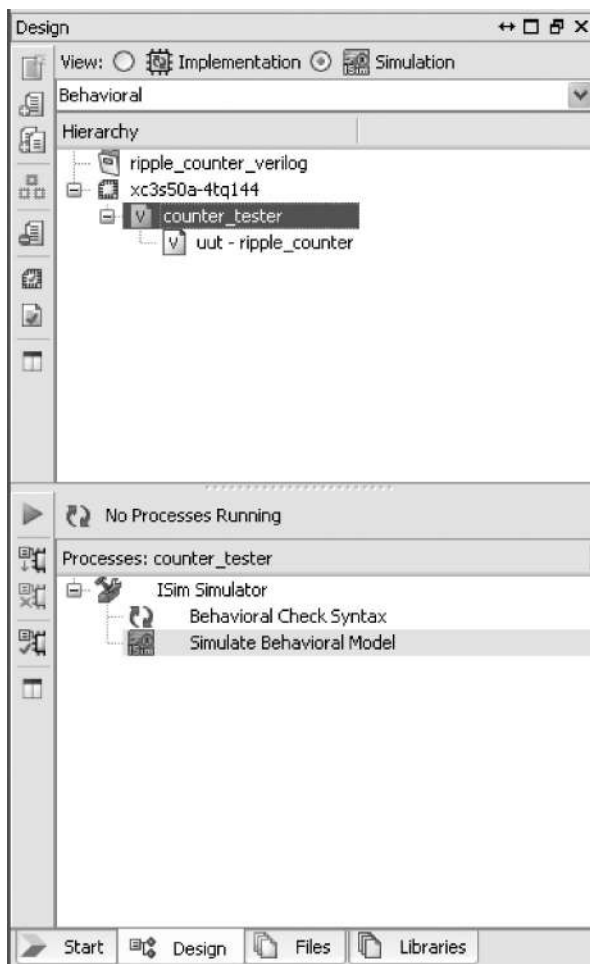 Design
View: Implementation Simulation
Behavioral
Hierarchy
ripple_counter_verilog
xc3s50a-4tq144
counter_tester
uut - ripple_counter
No Processes Running
Processes: counter_tester
ISim Simulator
Behavioral Check Syntax
Simulate Behavioral Model
Start Design Files Libraries